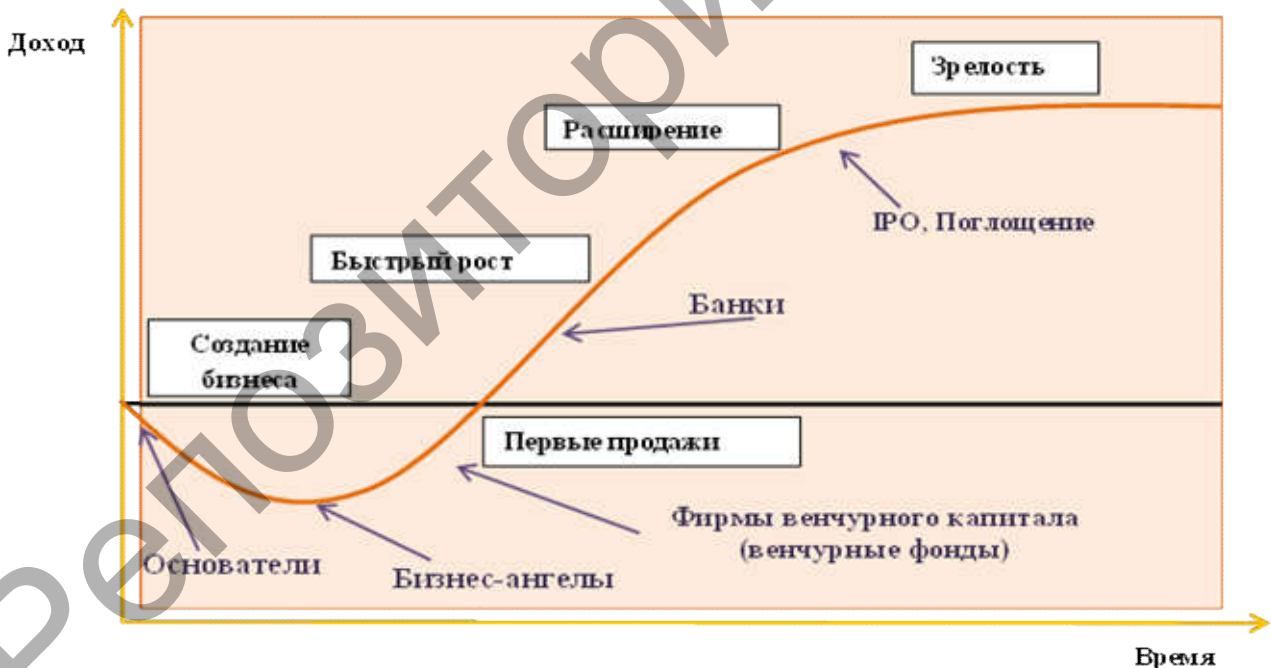 Доход
Зрелость
Расширение
IPO, Поглощение
Быстрый рост
Банки
Создание
бизнеса
Первые продажи
Фирмы венчурного капитала
(венчурные фонды)
Основатели
Бизнес-ангелы
Время
Репозитори